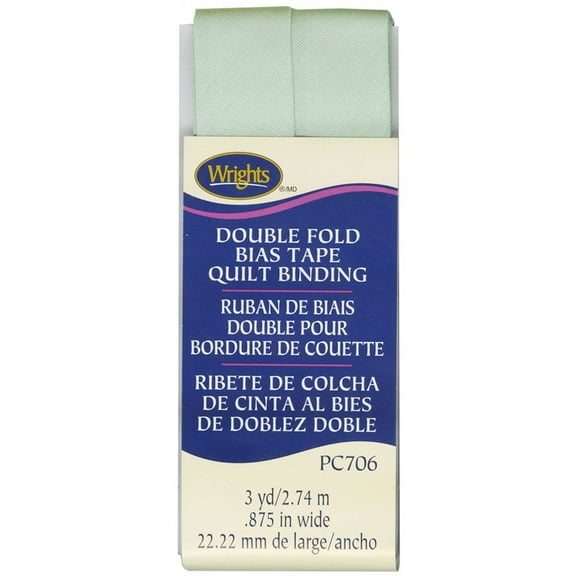 Wrights
®/MD
DOUBLE FOLD
BIAS TAPE
QUILT BINDING
RUBAN DE BIAIS
DOUBLE POUR
BORDURE DE COUETTE
RIBETE DE COLCHA
DE CINTA AL BIES
DE DOBLEZ DOBLE
PC706
3 yd/2.74 m
.875 in wide
22.22 mm de large/ancho